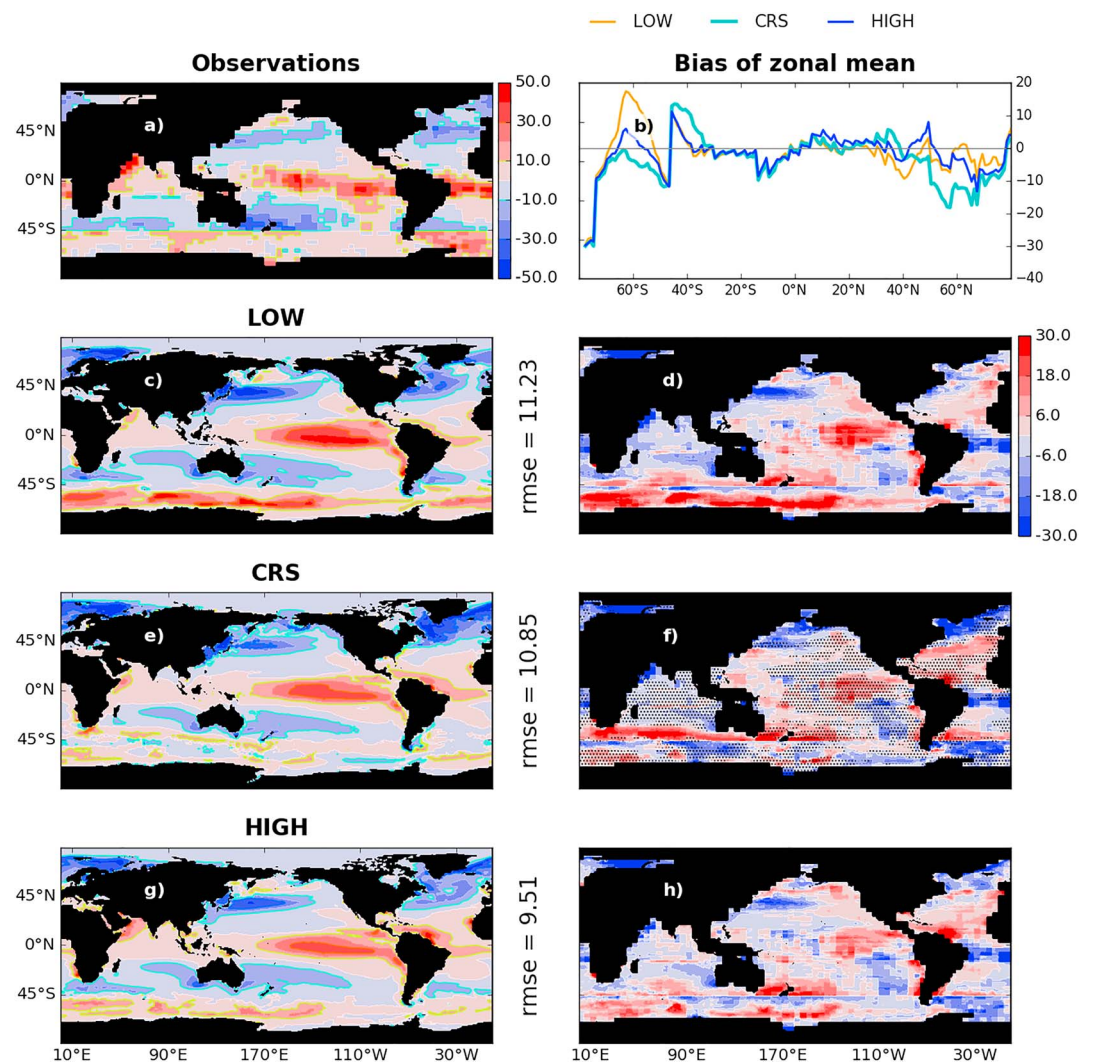 LOW CRS HIGH
Observations
Bias of zonal mean
50.0
30.0
10.0
-10.0
-30.0
-50.0
45°N
0°N
45°S
a)
20
10
0
−10
−20
−30
−40
b)
60°S 40°S 20°S 0°N 20°N 40°N 60°N
LOW
45°N
0°N
45°S
c)
rmse = 11.23
d)
30.0
18.0
6.0
-6.0
-18.0
-30.0
CRS
45°N
0°N
45°S
e)
rmse = 10.85
f)
HIGH
45°N
0°N
45°S
g)
rmse = 9.51
h)
10°E 90°E 170°E 110°W 30°W
10°E 90°E 170°E 110°W 30°W